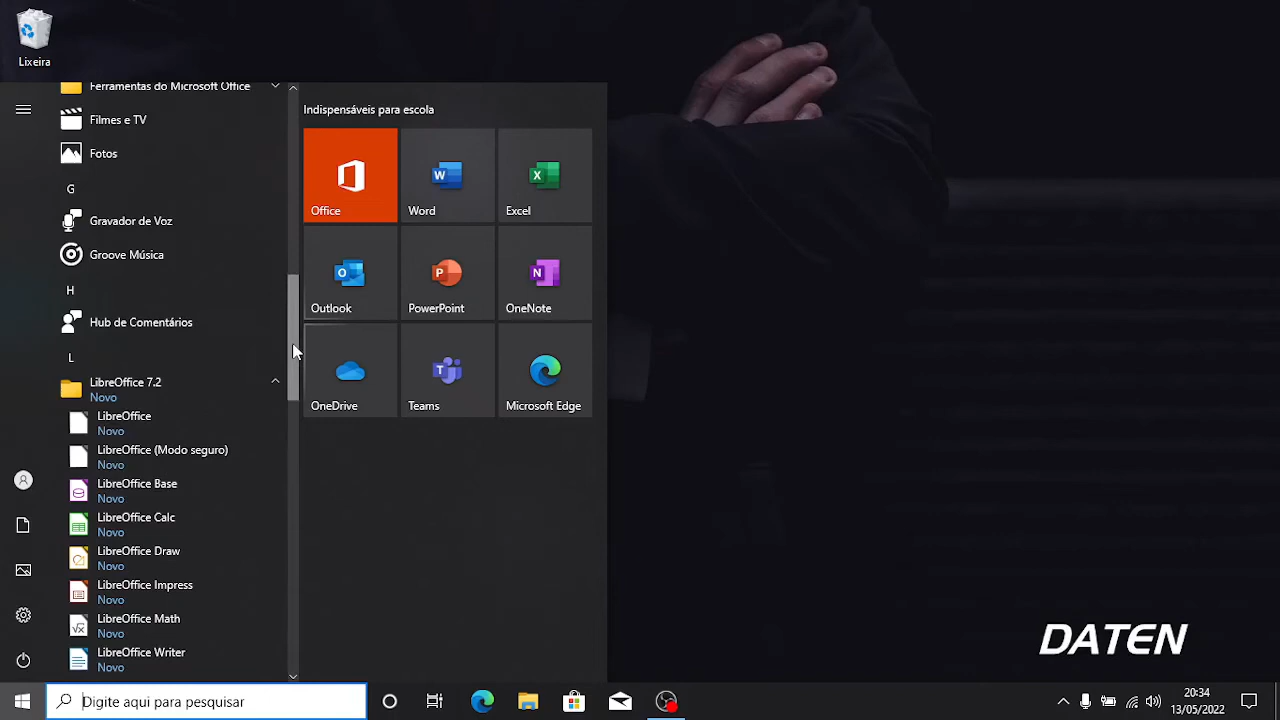 Lixeira
Ferramentas do Microsoft Office
Filmes e TV
Fotos
G
Gravador de Voz
Groove Música
H
Hub de Comentários
L
LibreOffice 7.2
Novo
LibreOffice
Novo
LibreOffice (Modo seguro)
Novo
LibreOffice Base
Novo
LibreOffice Calc
Novo
LibreOffice Draw
Novo
LibreOffice Impress
Novo
LibreOffice Math
Novo
LibreOffice Writer
Novo
Indispensáveis para escola
Office
Word
Excel
Outlook
PowerPoint
OneNote
OneDrive
Teams
Microsoft Edge
DATEN
Digite aqui para pesquisar
20:34
13/05/2022